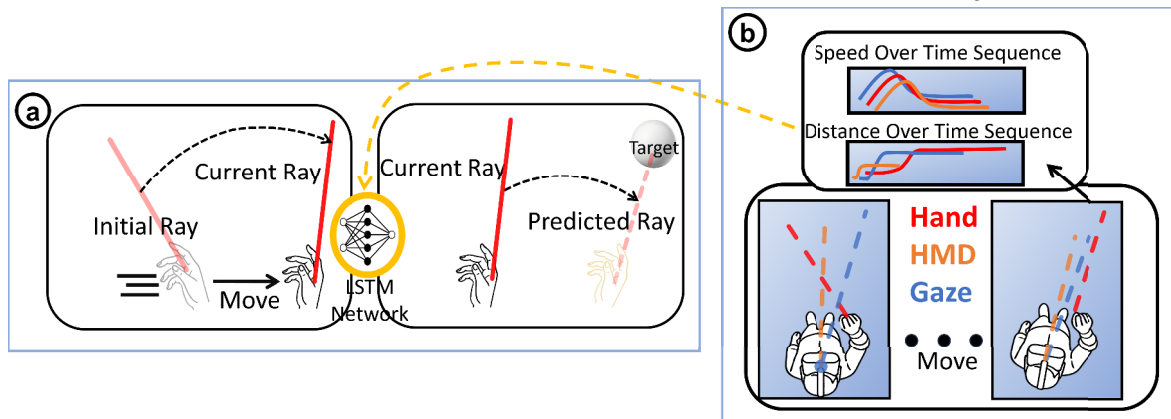 a
Initial Ray
Current Ray
Move
LSTM
Network
Current Ray
Target
Predicted Ray
b
Speed Over Time Sequence
Distance Over Time Sequence
Hand
HMD
Gaze
Move